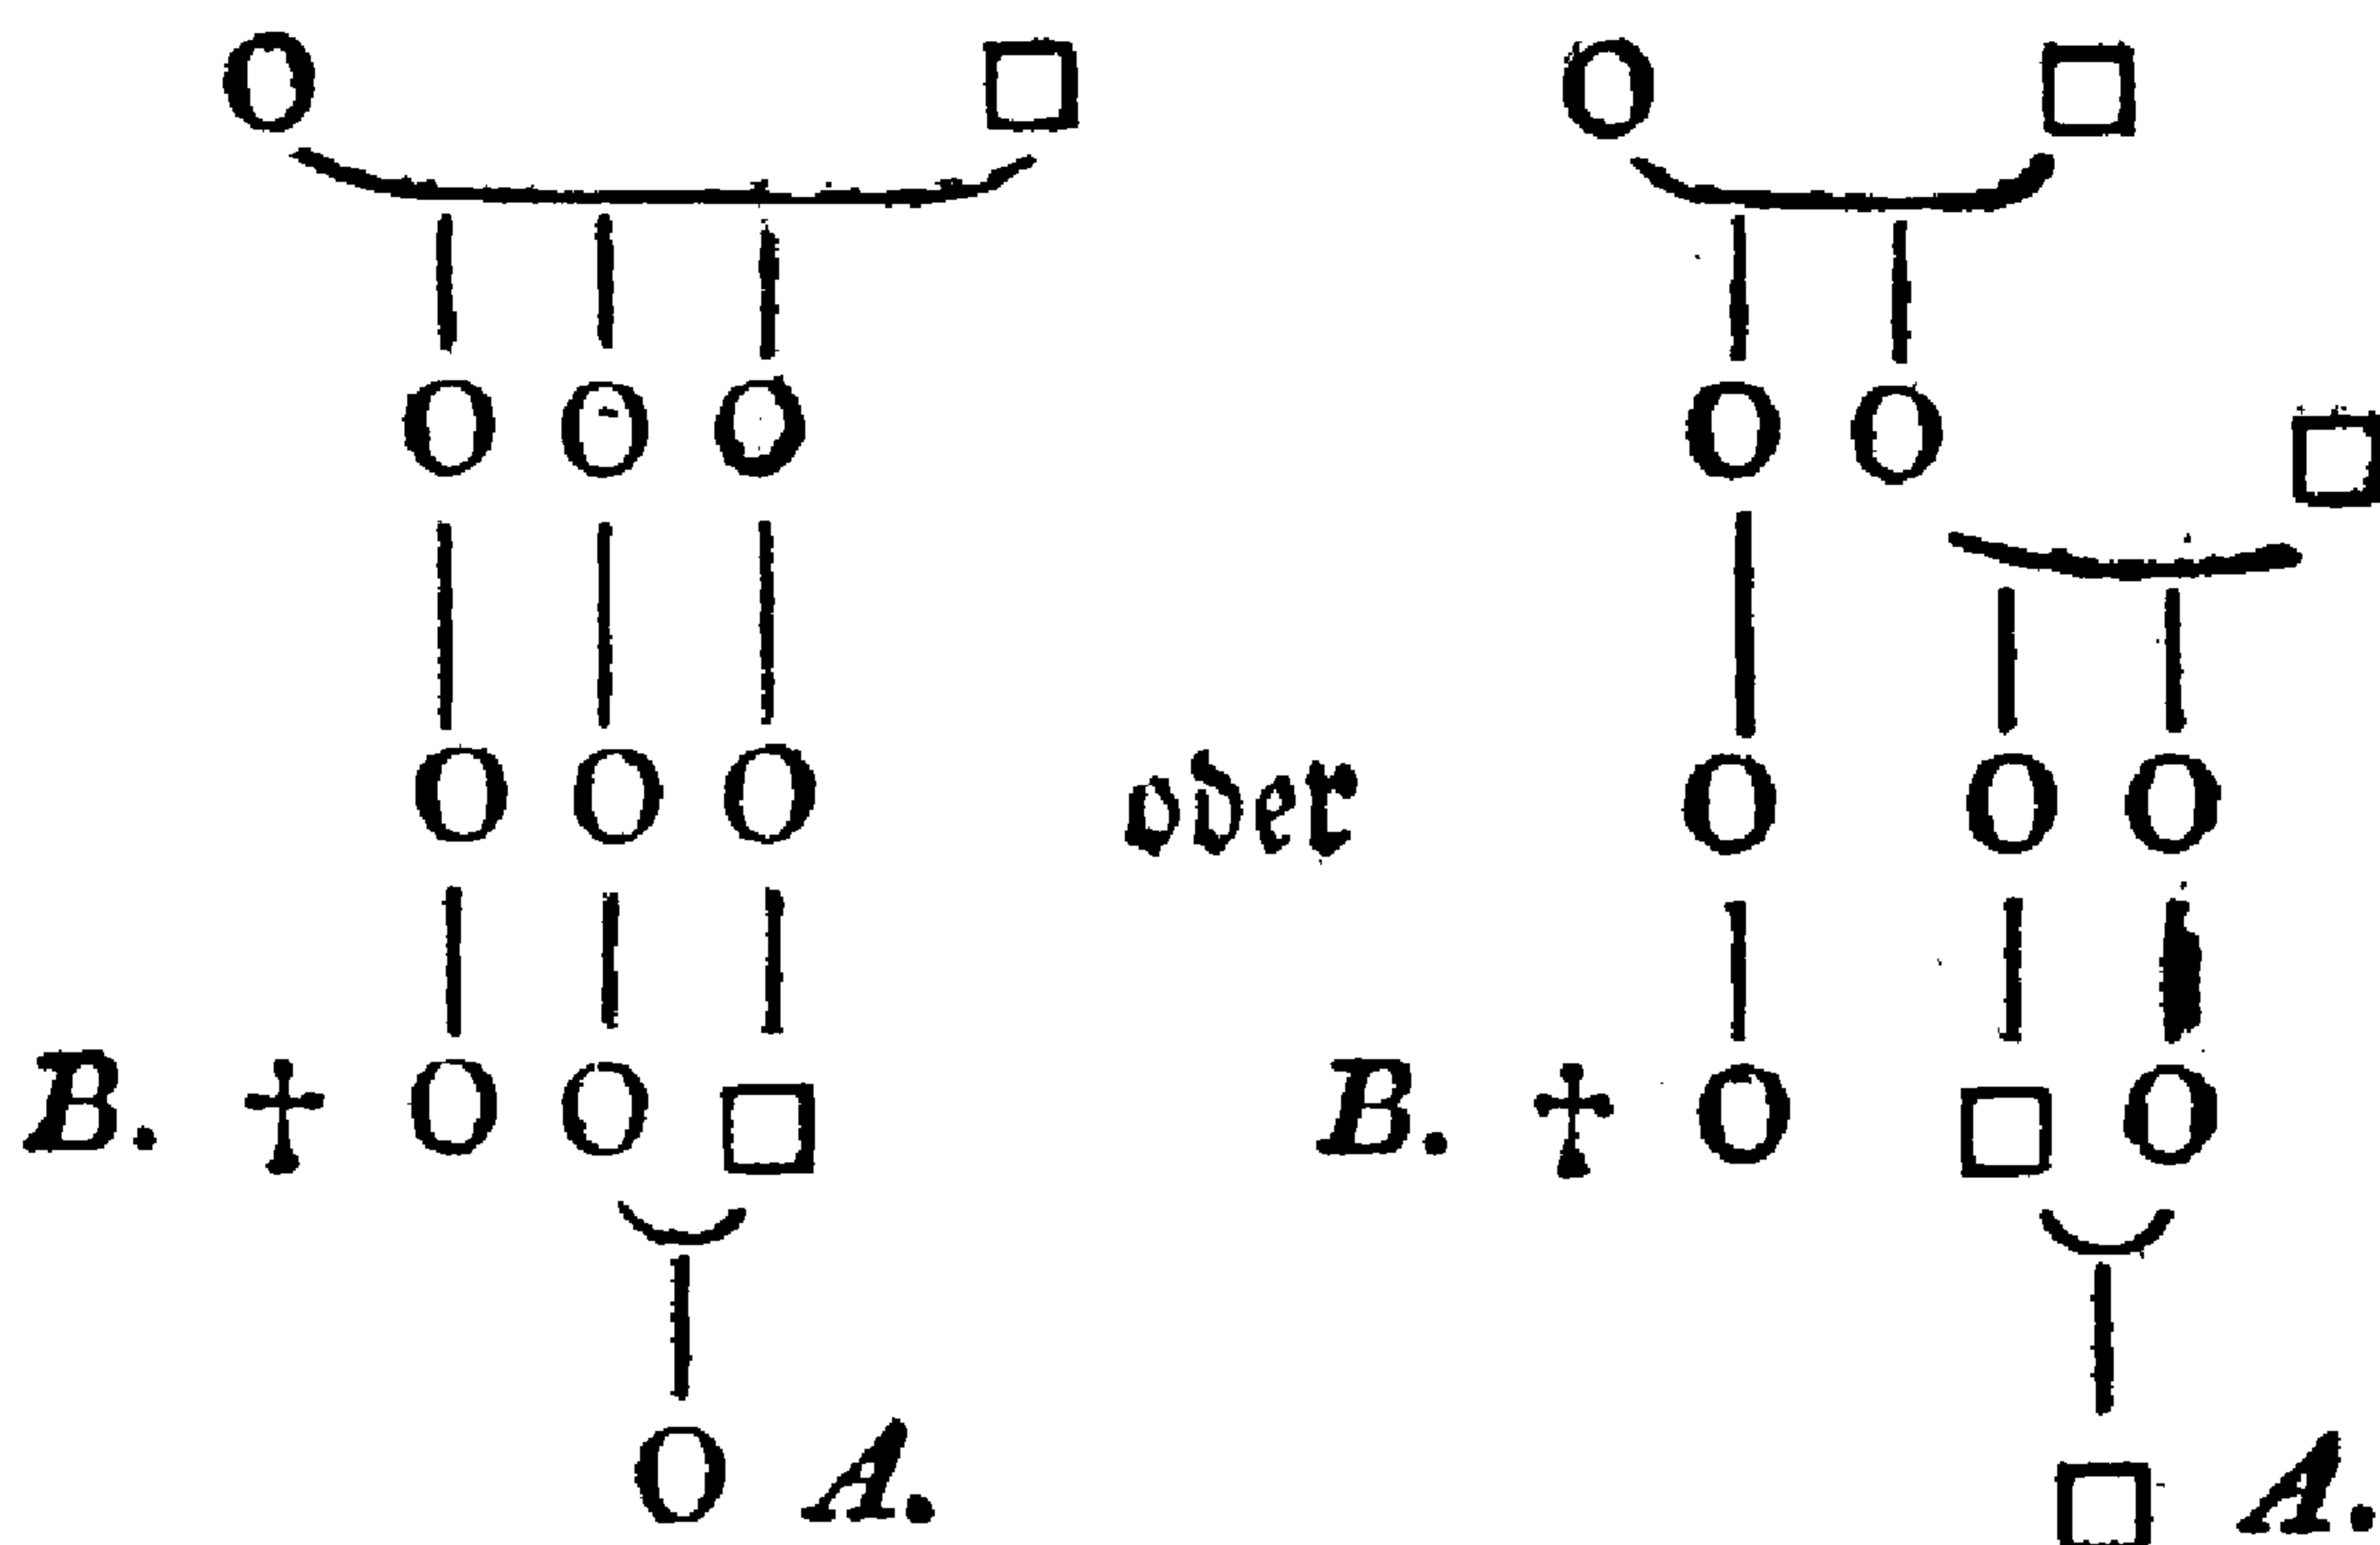 oder
B. † B. †
A. A.